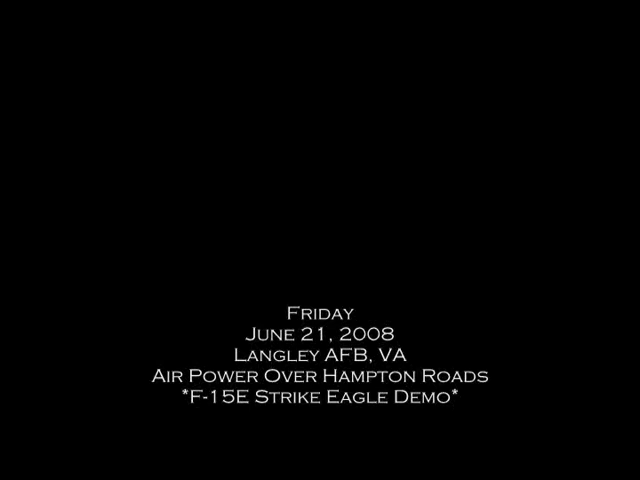 Friday
June 21, 2008
Langley AFB, VA
Air Power Over Hampton Roads
*F-15E Strike Eagle Demo*